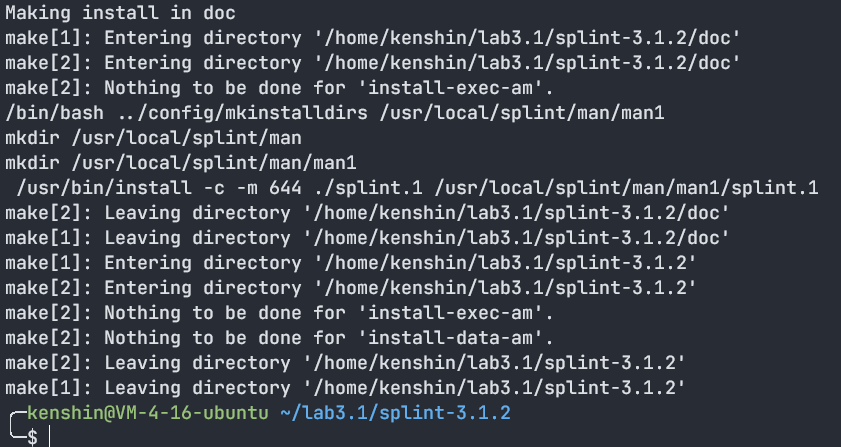 Making install in doc
make[1]: Entering directory '/home/kenshin/lab3.1/splint-3.1.2/doc'
make[2]: Entering directory '/home/kenshin/lab3.1/splint-3.1.2/doc'
make[2]: Nothing to be done for 'install-exec-am'.
/bin/bash ../config/mkinstalldirs /usr/local/splint/man/man1
mkdir /usr/local/splint/man
mkdir /usr/local/splint/man/man1
 /usr/bin/install -c -m 644 ./splint.1 /usr/local/splint/man/man1/splint.1
make[2]: Leaving directory '/home/kenshin/lab3.1/splint-3.1.2/doc'
make[1]: Leaving directory '/home/kenshin/lab3.1/splint-3.1.2/doc'
make[1]: Entering directory '/home/kenshin/lab3.1/splint-3.1.2'
make[2]: Entering directory '/home/kenshin/lab3.1/splint-3.1.2'
make[2]: Nothing to be done for 'install-exec-am'.
make[2]: Nothing to be done for 'install-data-am'.
make[2]: Leaving directory '/home/kenshin/lab3.1/splint-3.1.2'
make[1]: Leaving directory '/home/kenshin/lab3.1/splint-3.1.2'
╭─kenshin@VM-4-16-ubuntu ~/lab3.1/splint-3.1.2
╰─$